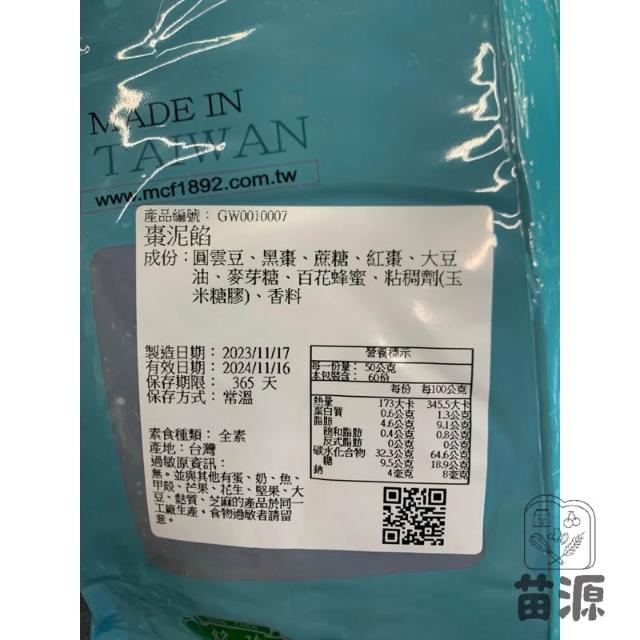 MADE IN
TAIWAN
www.mcf1892.com.tw
產品編號： GW0010007
棗泥餡
成份：圓雲豆、黑棗、蔗糖、紅棗、大豆
油、麥芽糖、百花蜂蜜、粘稠劑(玉
米糖膠)、香料
製造日期： 2023/11/17
有效日期： 2024/11/16
保存期限： 365 天
保存方式： 常溫
營養標示
每一份量： 50公克
本包裝含： 60份
每份 每100公克
熱量 173大卡 345.5大卡
蛋白質 0.6公克 1.3公克
脂肪 4.6公克 9.1公克
飽和脂肪 0.4公克 0.8公克
反式脂肪 0公克 0公克
碳水化合物 32.3公克 64.6公克
糖 9.5公克 18.9公克
鈉 4毫克 8毫克
素食種類： 全素
產地： 台灣
過敏原資訊：
無。並與其他有蛋、奶、魚、
甲殼、芒果、花生、堅果、大
豆、麩質、芝麻的產品於同一
工廠生產，食物過敏者請留
意。
苗源